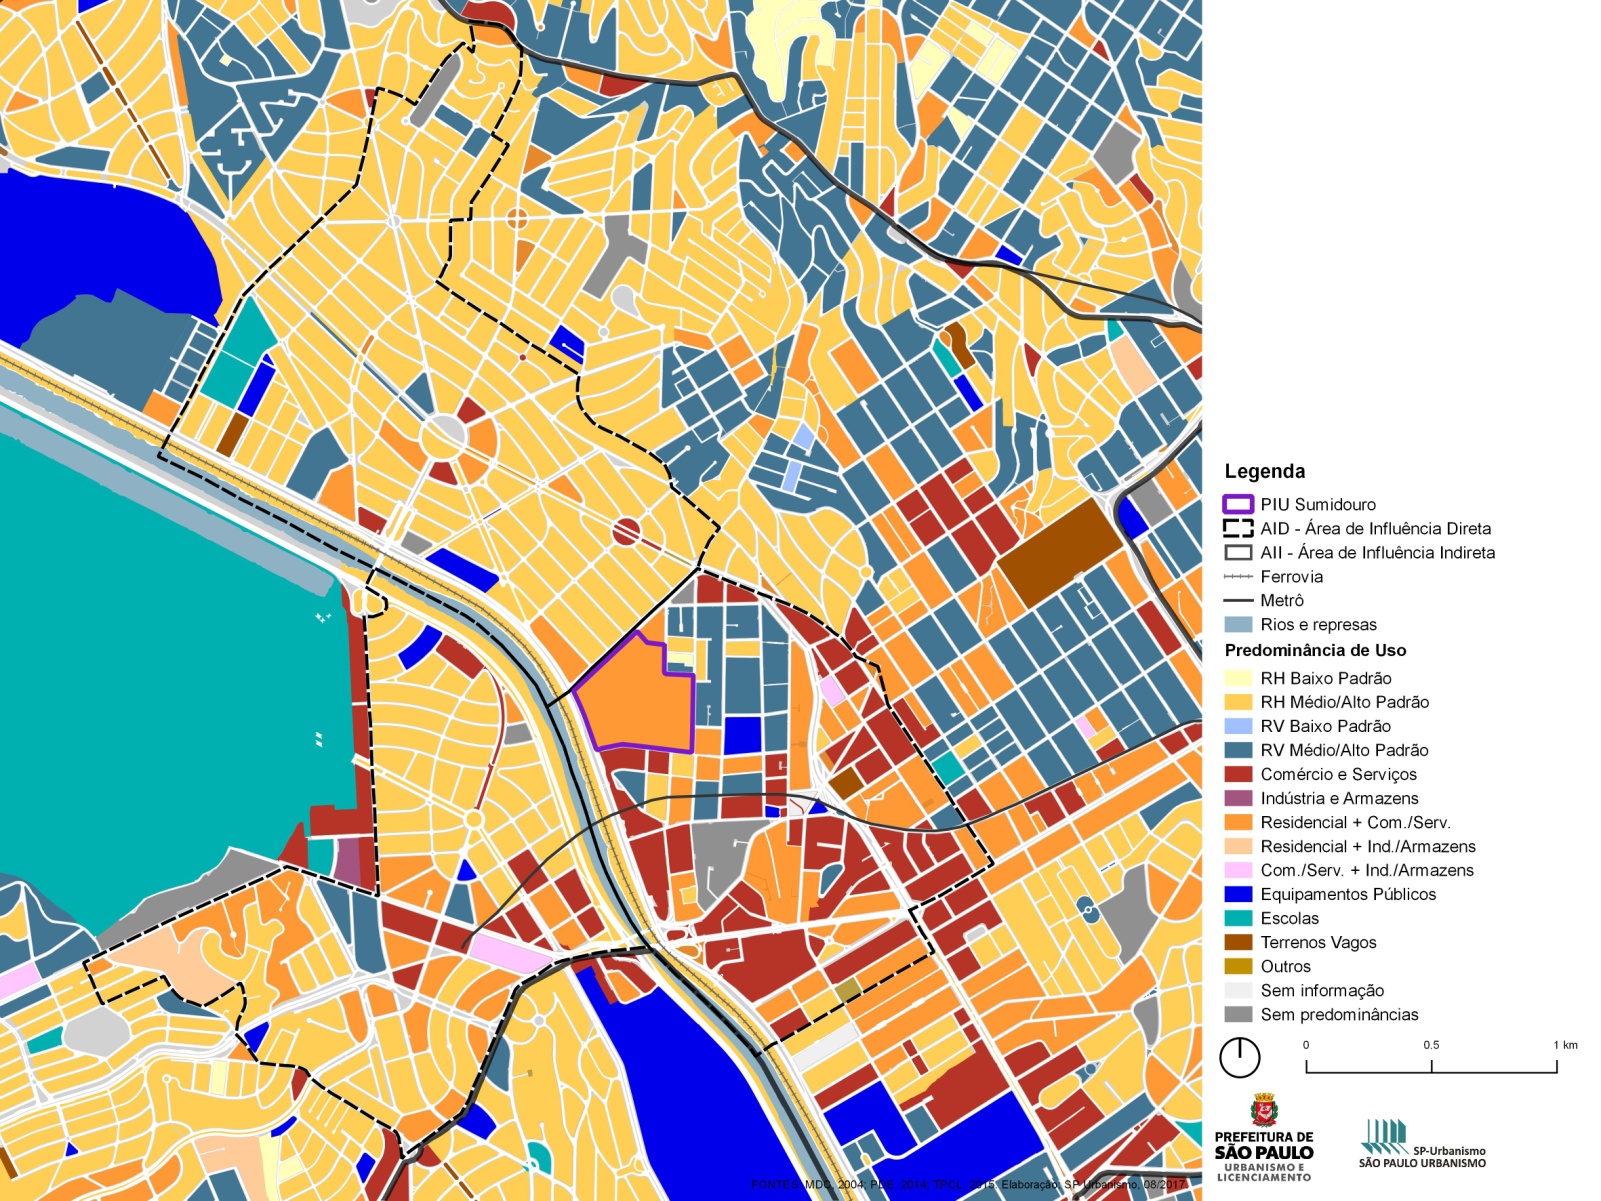 Legenda
PIU Sumidouro
AID - Área de Influência Direta
AII - Área de Influência Indireta
Ferrovia
Metrô
Rios e represas
Predominância de Uso
RH Baixo Padrão
RH Médio/Alto Padrão
RV Baixo Padrão
RV Médio/Alto Padrão
Comércio e Serviços
Indústria e Armazens
Residencial + Com./Serv.
Residencial + Ind./Armazens
Com./Serv. + Ind./Armazens
Equipamentos Públicos
Escolas
Terrenos Vagos
Outros
Sem informação
Sem predominâncias
0 0.5 1 km
PREFEITURA DE
SÃO PAULO
URBANISMO E
LICENCIAMENTO
SP-Urbanismo
SÃO PAULO URBANISMO
FONTES: MDC, 2004; PDE, 2014; TPCL, 2015; Elaboração: SP Urbanismo, 08/2017